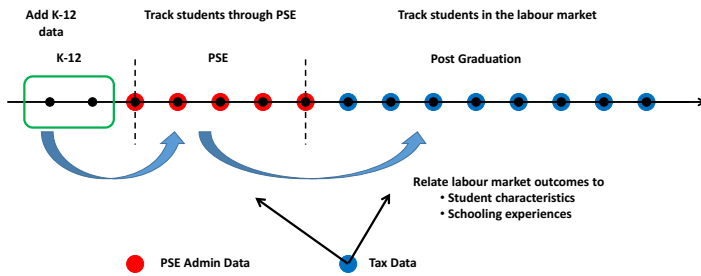 Add K-12
data
Track students through PSE
Track students in the labour market
K-12
PSE
Post Graduation
Relate labour market outcomes to
• Student characteristics
• Schooling experiences
PSE Admin Data
Tax Data